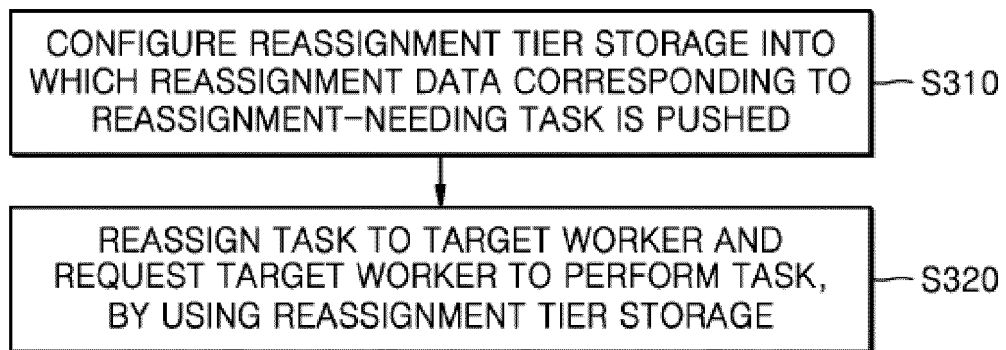 CONFIGURE REASSIGNMENT TIER STORAGE INTO
WHICH REASSIGNMENT DATA CORRESPONDING TO
REASSIGNMENT-NEEDING TASK IS PUSHED
S310
REASSIGN TASK TO TARGET WORKER AND
REQUEST TARGET WORKER TO PERFORM TASK,
BY USING REASSIGNMENT TIER STORAGE
S320